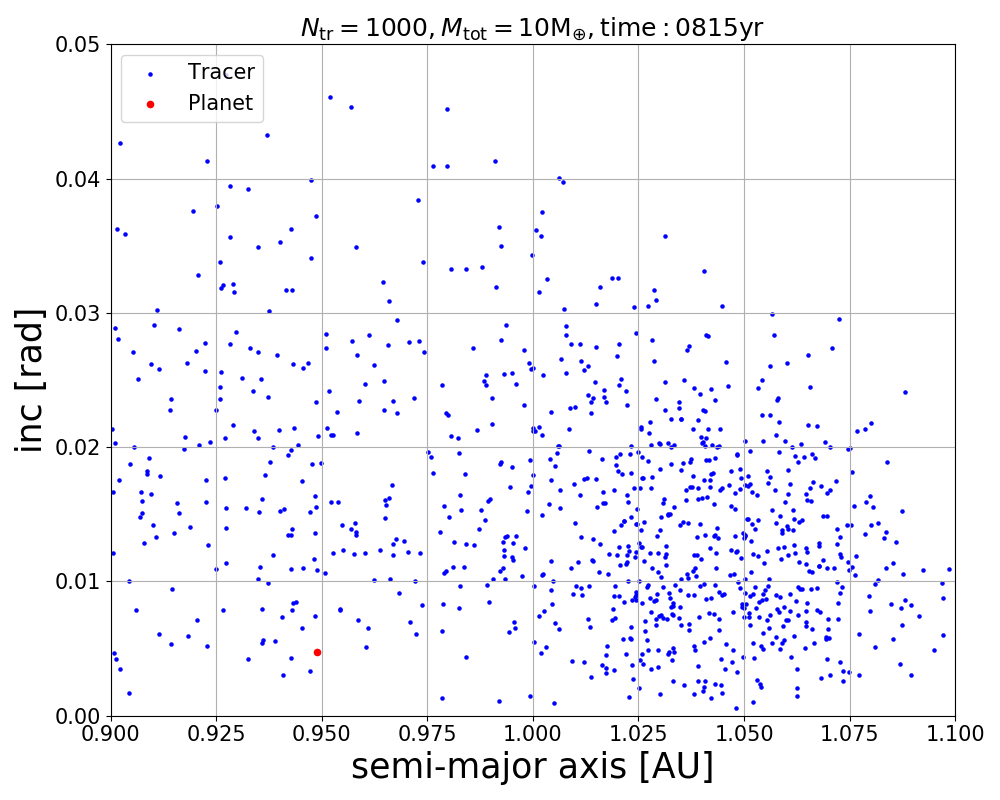 N_tr = 1000, M_tot = 10M_⊕, time : 0815yr
0.05
Tracer
Planet
0.04
0.03
inc [rad]
0.02
0.01
0.00
0.900 0.925 0.950 0.975 1.000 1.025 1.050 1.075 1.100
semi-major axis [AU]